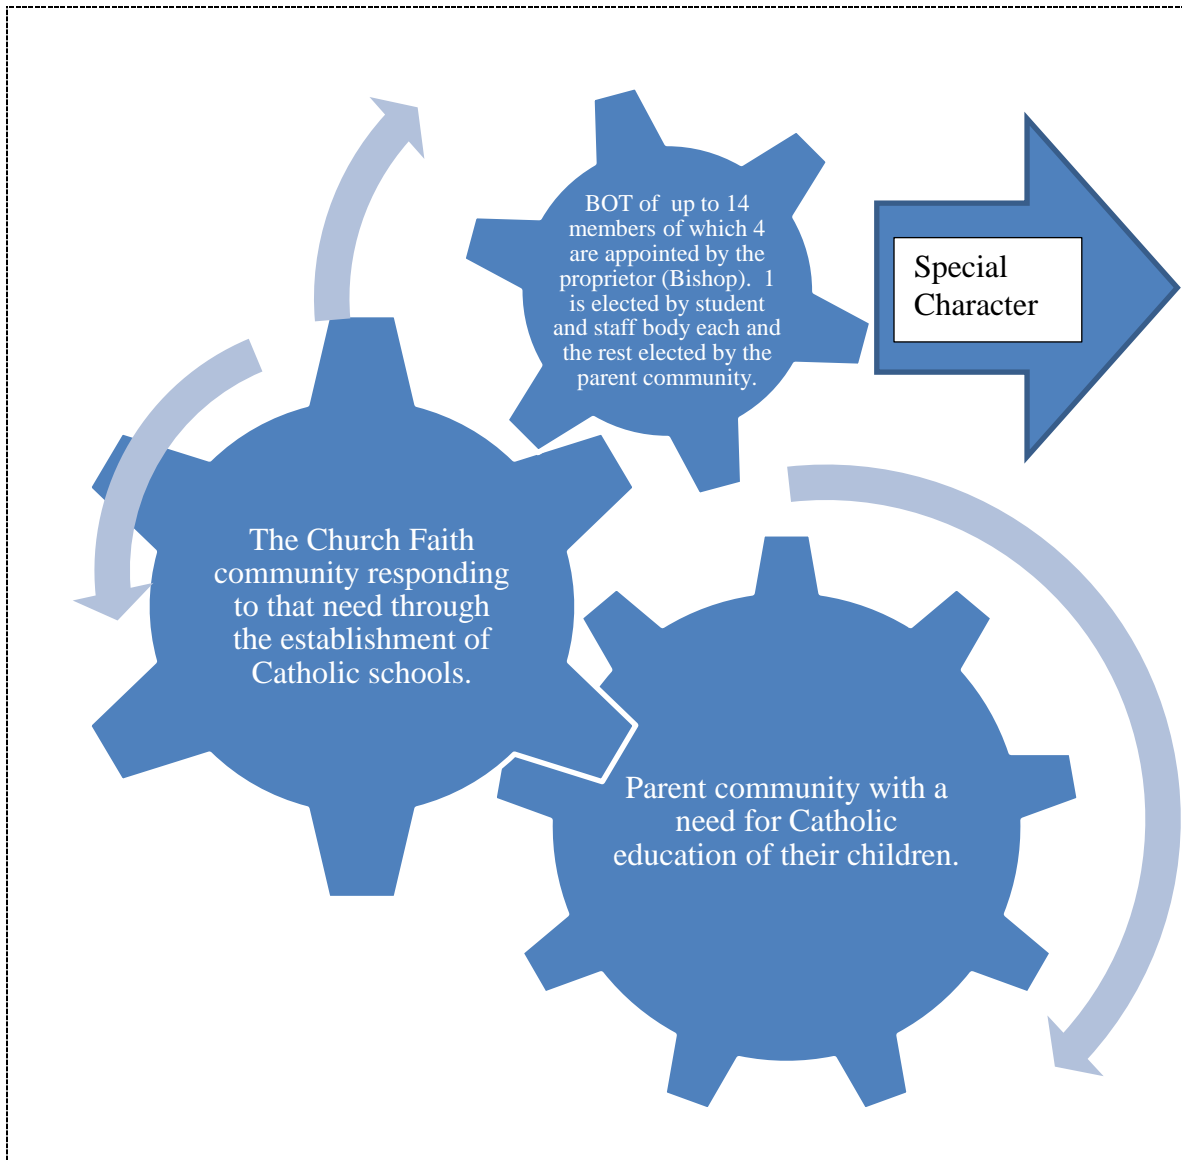 BOT of up to 14
members of which 4
are appointed by the
proprietor (Bishop). 1
is elected by student
and staff body each and
the rest elected by the
parent community.
Special
Character
The Church Faith
community responding
to that need through
the establishment of
Catholic schools.
Parent community with a
need for Catholic
education of their children.